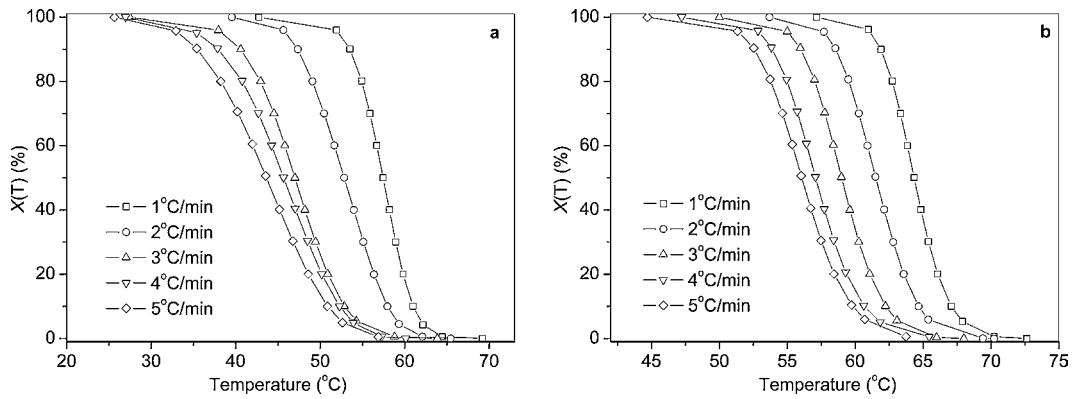 a
100
80
60
40
20
0
X(T) (%)
1°C/min
2°C/min
3°C/min
4°C/min
5°C/min
20 30 40 50 60 70
Temperature (°C)
b
100
80
60
40
20
0
X(T) (%)
1°C/min
2°C/min
3°C/min
4°C/min
5°C/min
45 50 55 60 65 70 75
Temperature (°C)